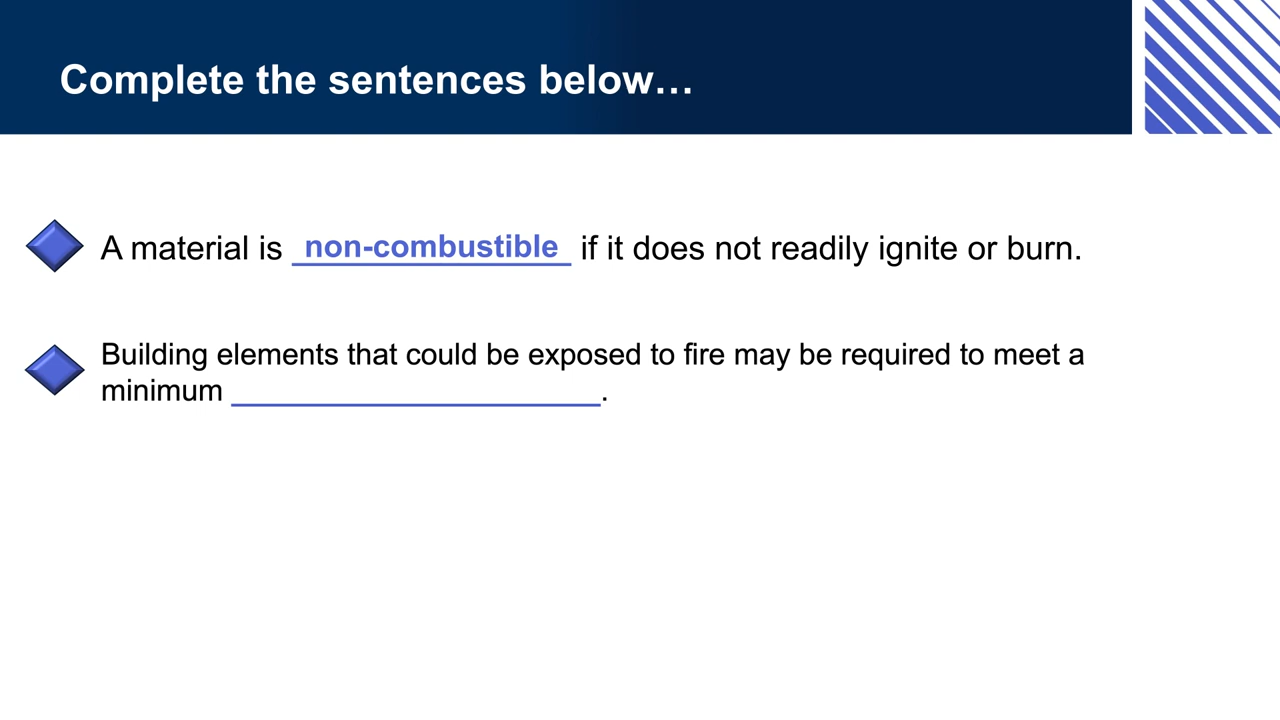 Complete the sentences below…
A material is non-combustible if it does not readily ignite or burn.
Building elements that could be exposed to fire may be required to meet a
minimum ______________________.